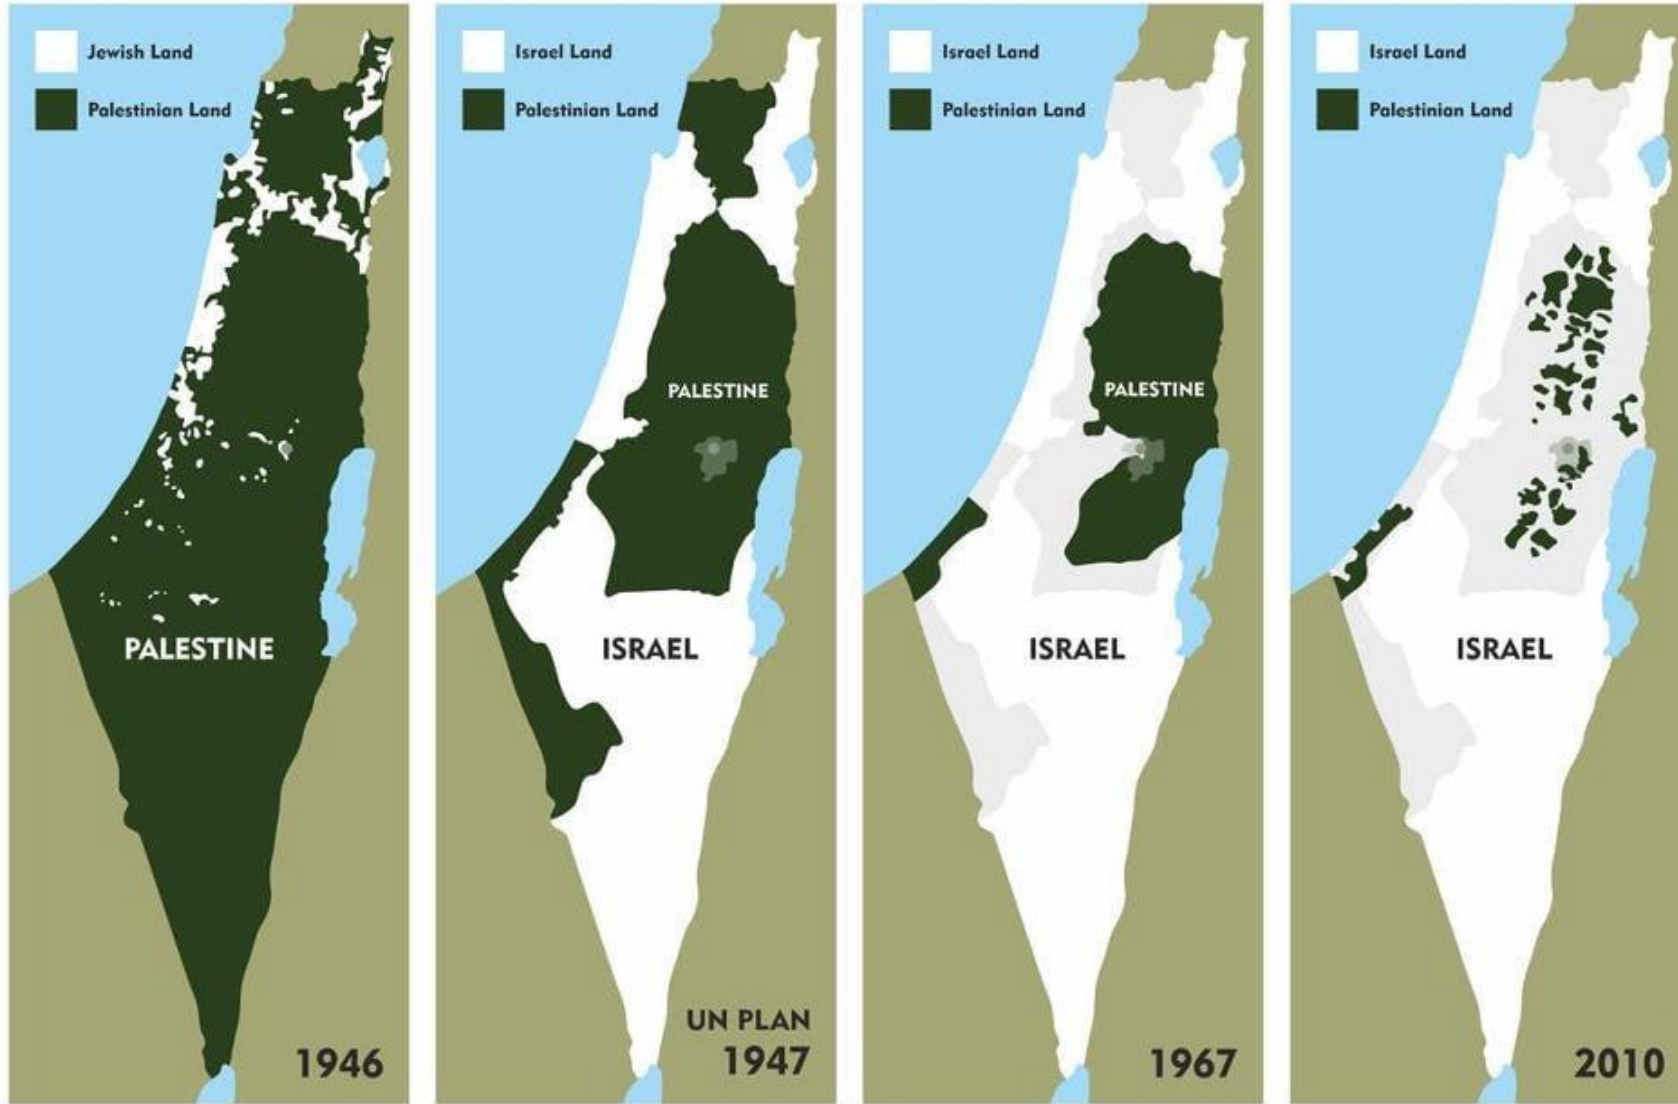 Jewish Land
Palestinian Land
PALESTINE
1946
Israel Land
Palestinian Land
PALESTINE
ISRAEL
UN PLAN
1947
Israel Land
Palestinian Land
PALESTINE
ISRAEL
1967
Israel Land
Palestinian Land
ISRAEL
2010